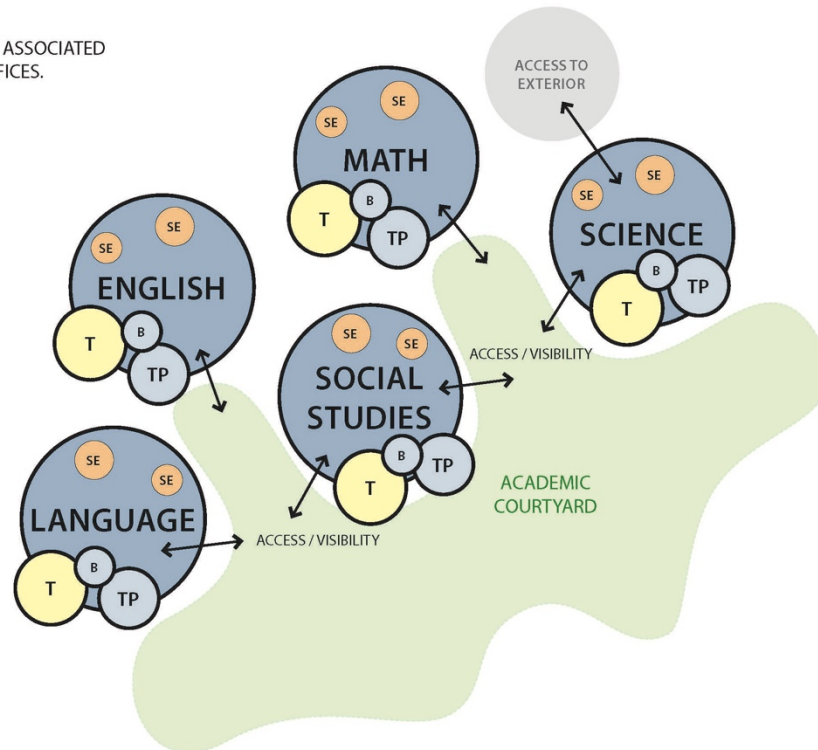 ASSOCIATED
FICES.
ACCESS TO
EXTERIOR
SE
SE
MATH
T
B
TP
SE
SE
SCIENCE
B
T
TP
SE
SE
ENGLISH
T
B
TP
ACCESS / VISIBILITY
SE
SE
SOCIAL
STUDIES
B
TP
T
SE
SE
LANGUAGE
B
T
TP
ACCESS / VISIBILITY
ACADEMIC
COURTYARD